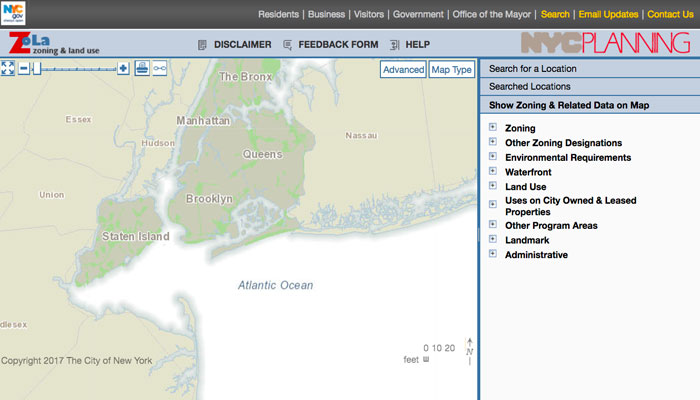 NYC
.gov
Residents | Business | Visitors | Government | Office of the Mayor | Search | Email Updates | Contact Us
ZoLa
zoning & land use
DISCLAIMER FEEDBACK FORM HELP
NYCPLANNING
Advanced Map Type
Search for a Location
Searched Locations
Show Zoning & Related Data on Map
Zoning
Other Zoning Designations
Environmental Requirements
Waterfront
Land Use
Uses on City Owned & Leased
Properties
Other Program Areas
Landmark
Administrative
The Bronx
Essex
Manhattan
Hudson
Nassau
Queens
Union
Brooklyn
Staten Island
Atlantic Ocean
dlesex
0 10 20
feet
N
Copyright 2017 The City of New York